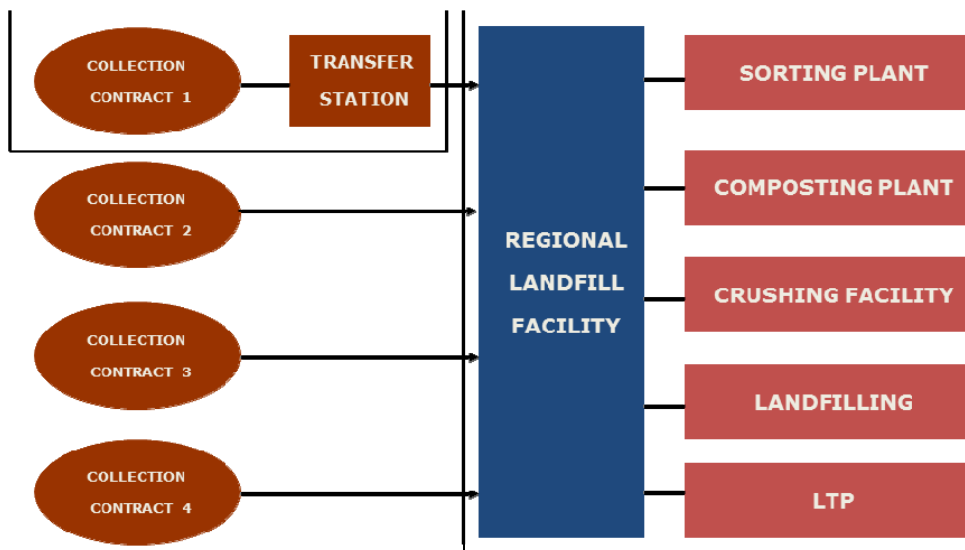 COLLECTION
CONTRACT 1
TRANSFER
STATION
COLLECTION
CONTRACT 2
COLLECTION
CONTRACT 3
COLLECTION
CONTRACT 4
REGIONAL
LANDFILL
FACILITY
SORTING PLANT
COMPOSTING PLANT
CRUSHING FACILITY
LANDFILLING
LTP